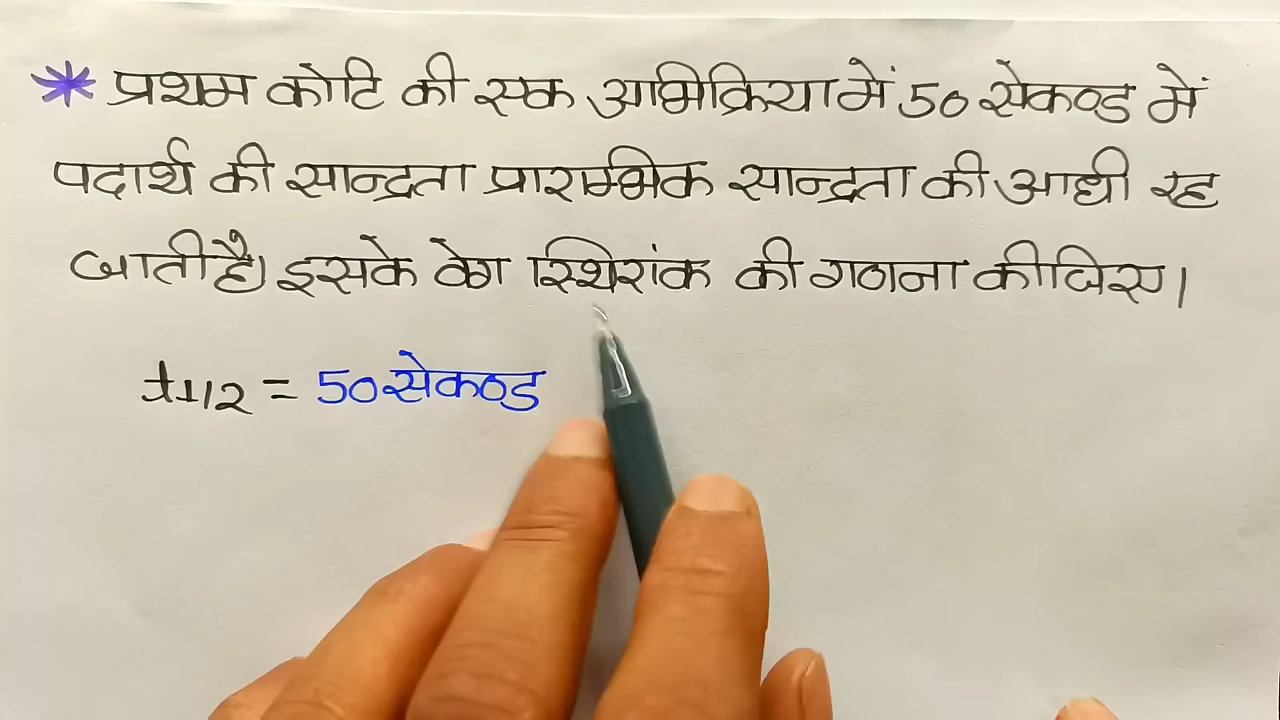 * प्रथम कोटि की एक अभिक्रिया में 50 सेकण्ड में
पदार्थ की सान्द्रता प्रारम्भिक सान्द्रता की आधी रह
जाती है। इसके वेग स्थिरांक की गणना कीजिए।
t1/2 = 50 सेकण्ड